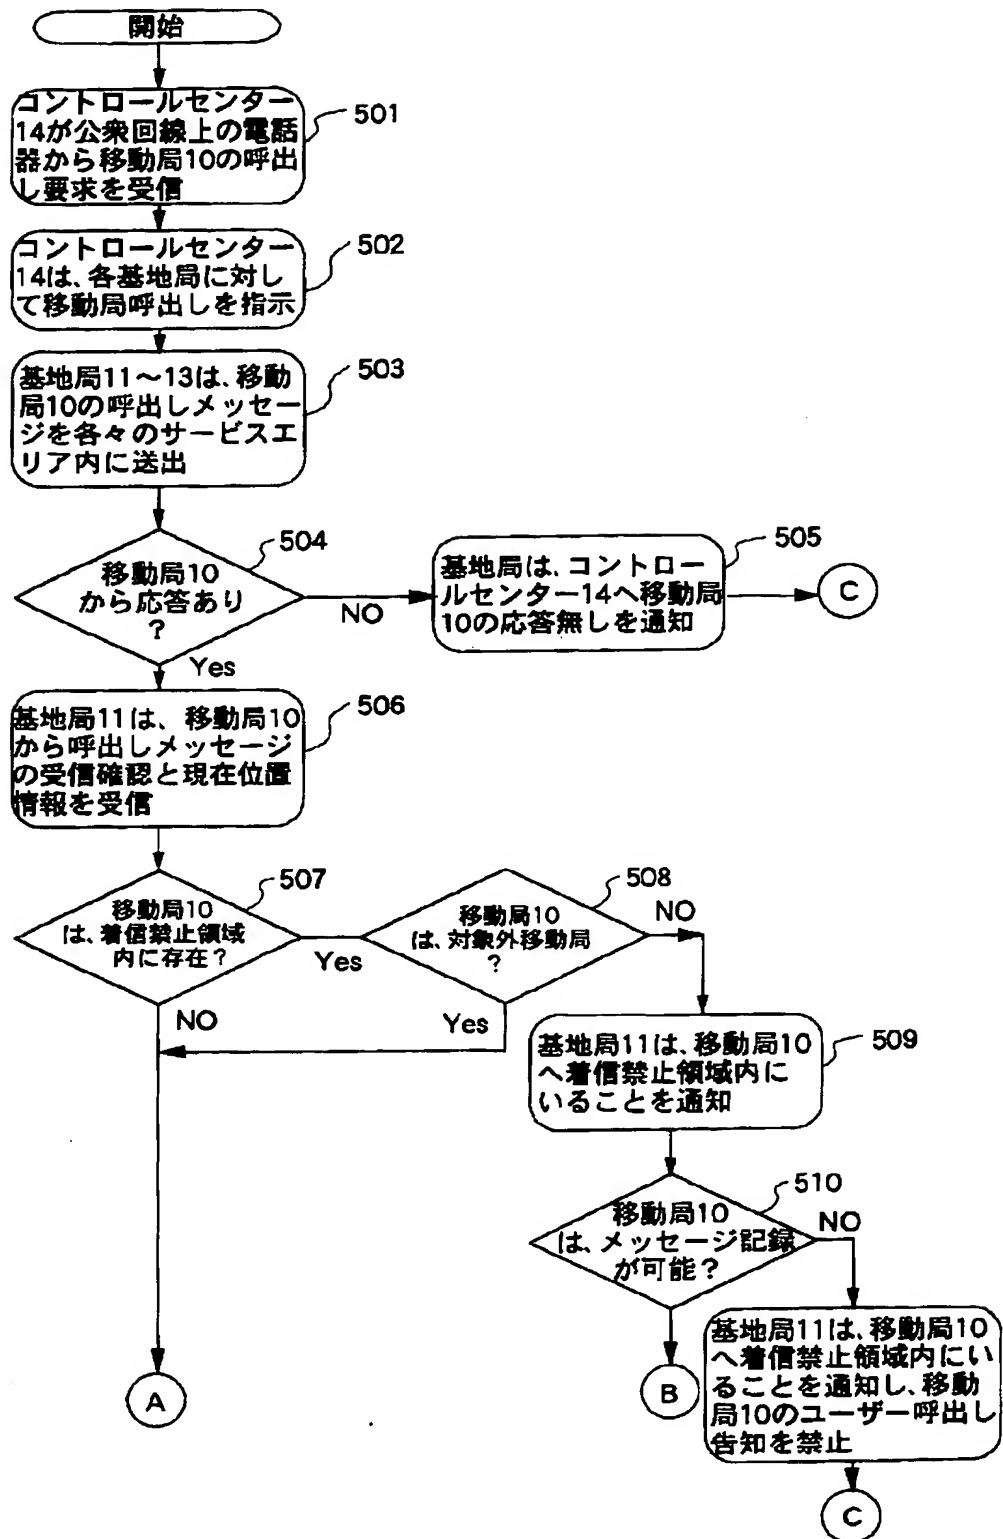 開始
コントロールセンター
14が公衆回線上の電話
器から移動局10の呼出
し要求を受信
501
コントロールセンター
14は、各基地局に対し
て移動局呼出しを指示
502
基地局11～13は、移動
局10の呼出しメッセー
ジを各々のサービスエ
リア内に送出
503
移動局10
から応答あり
?
504
NO
Yes
基地局は、コントロー
ルセンター14へ移動局
10の応答無しを通知
505
C
基地局11は、移動局10
から呼出しメッセージ
の受信確認と現在位置
情報を受信
506
移動局10
は、着信禁止領域
内に存在?
507
Yes
NO
移動局10
は、対象外移動局
?
508
NO
Yes
基地局11は、移動局10
へ着信禁止領域内に
いることを通知
509
移動局10
は、メッセージ記録
が可能?
510
NO
A
B
基地局11は、移動局10
へ着信禁止領域内にい
ることを通知し、移動
局10のユーザー呼出し
告知を禁止
C